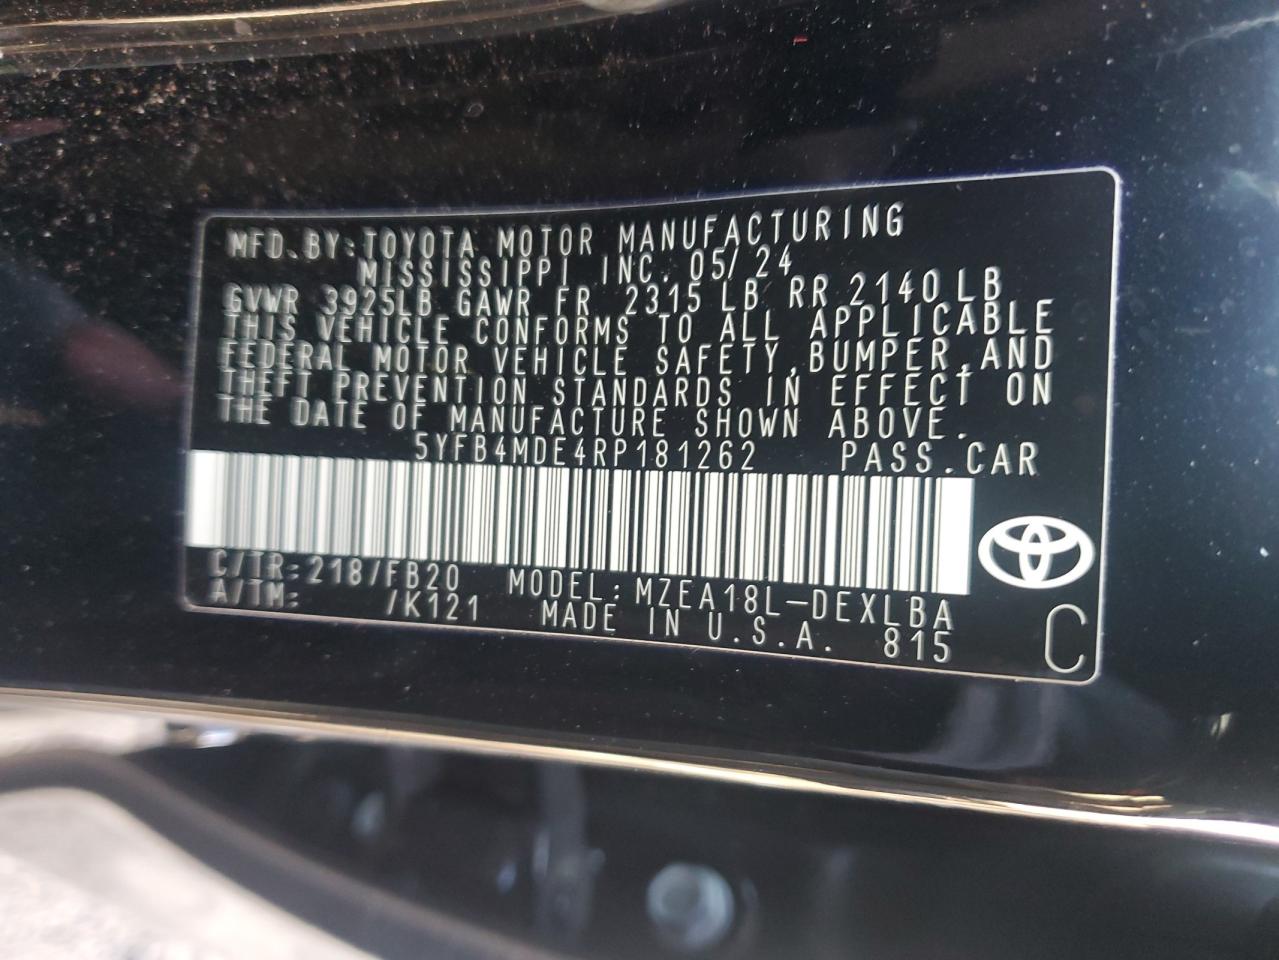 MFD.BY:TOYOTA MOTOR MANUFACTURING
MISSISSIPPI, INC. 05/24
GVWR 3925LB GAWR FR 2315 LB RR 2140 LB
THIS VEHICLE CONFORMS TO ALL APPLICABLE
FEDERAL MOTOR VEHICLE SAFETY,BUMPER,AND
THEFT PREVENTION STANDARDS IN EFFECT ON
THE DATE OF MANUFACTURE SHOWN ABOVE.
5YFB4MDE4RP181262 PASS.CAR
C/TR:218/FB20 MODEL:MZEA18L-DEXLBA
A/TM: /K121 MADE IN U.S.A. 815
C